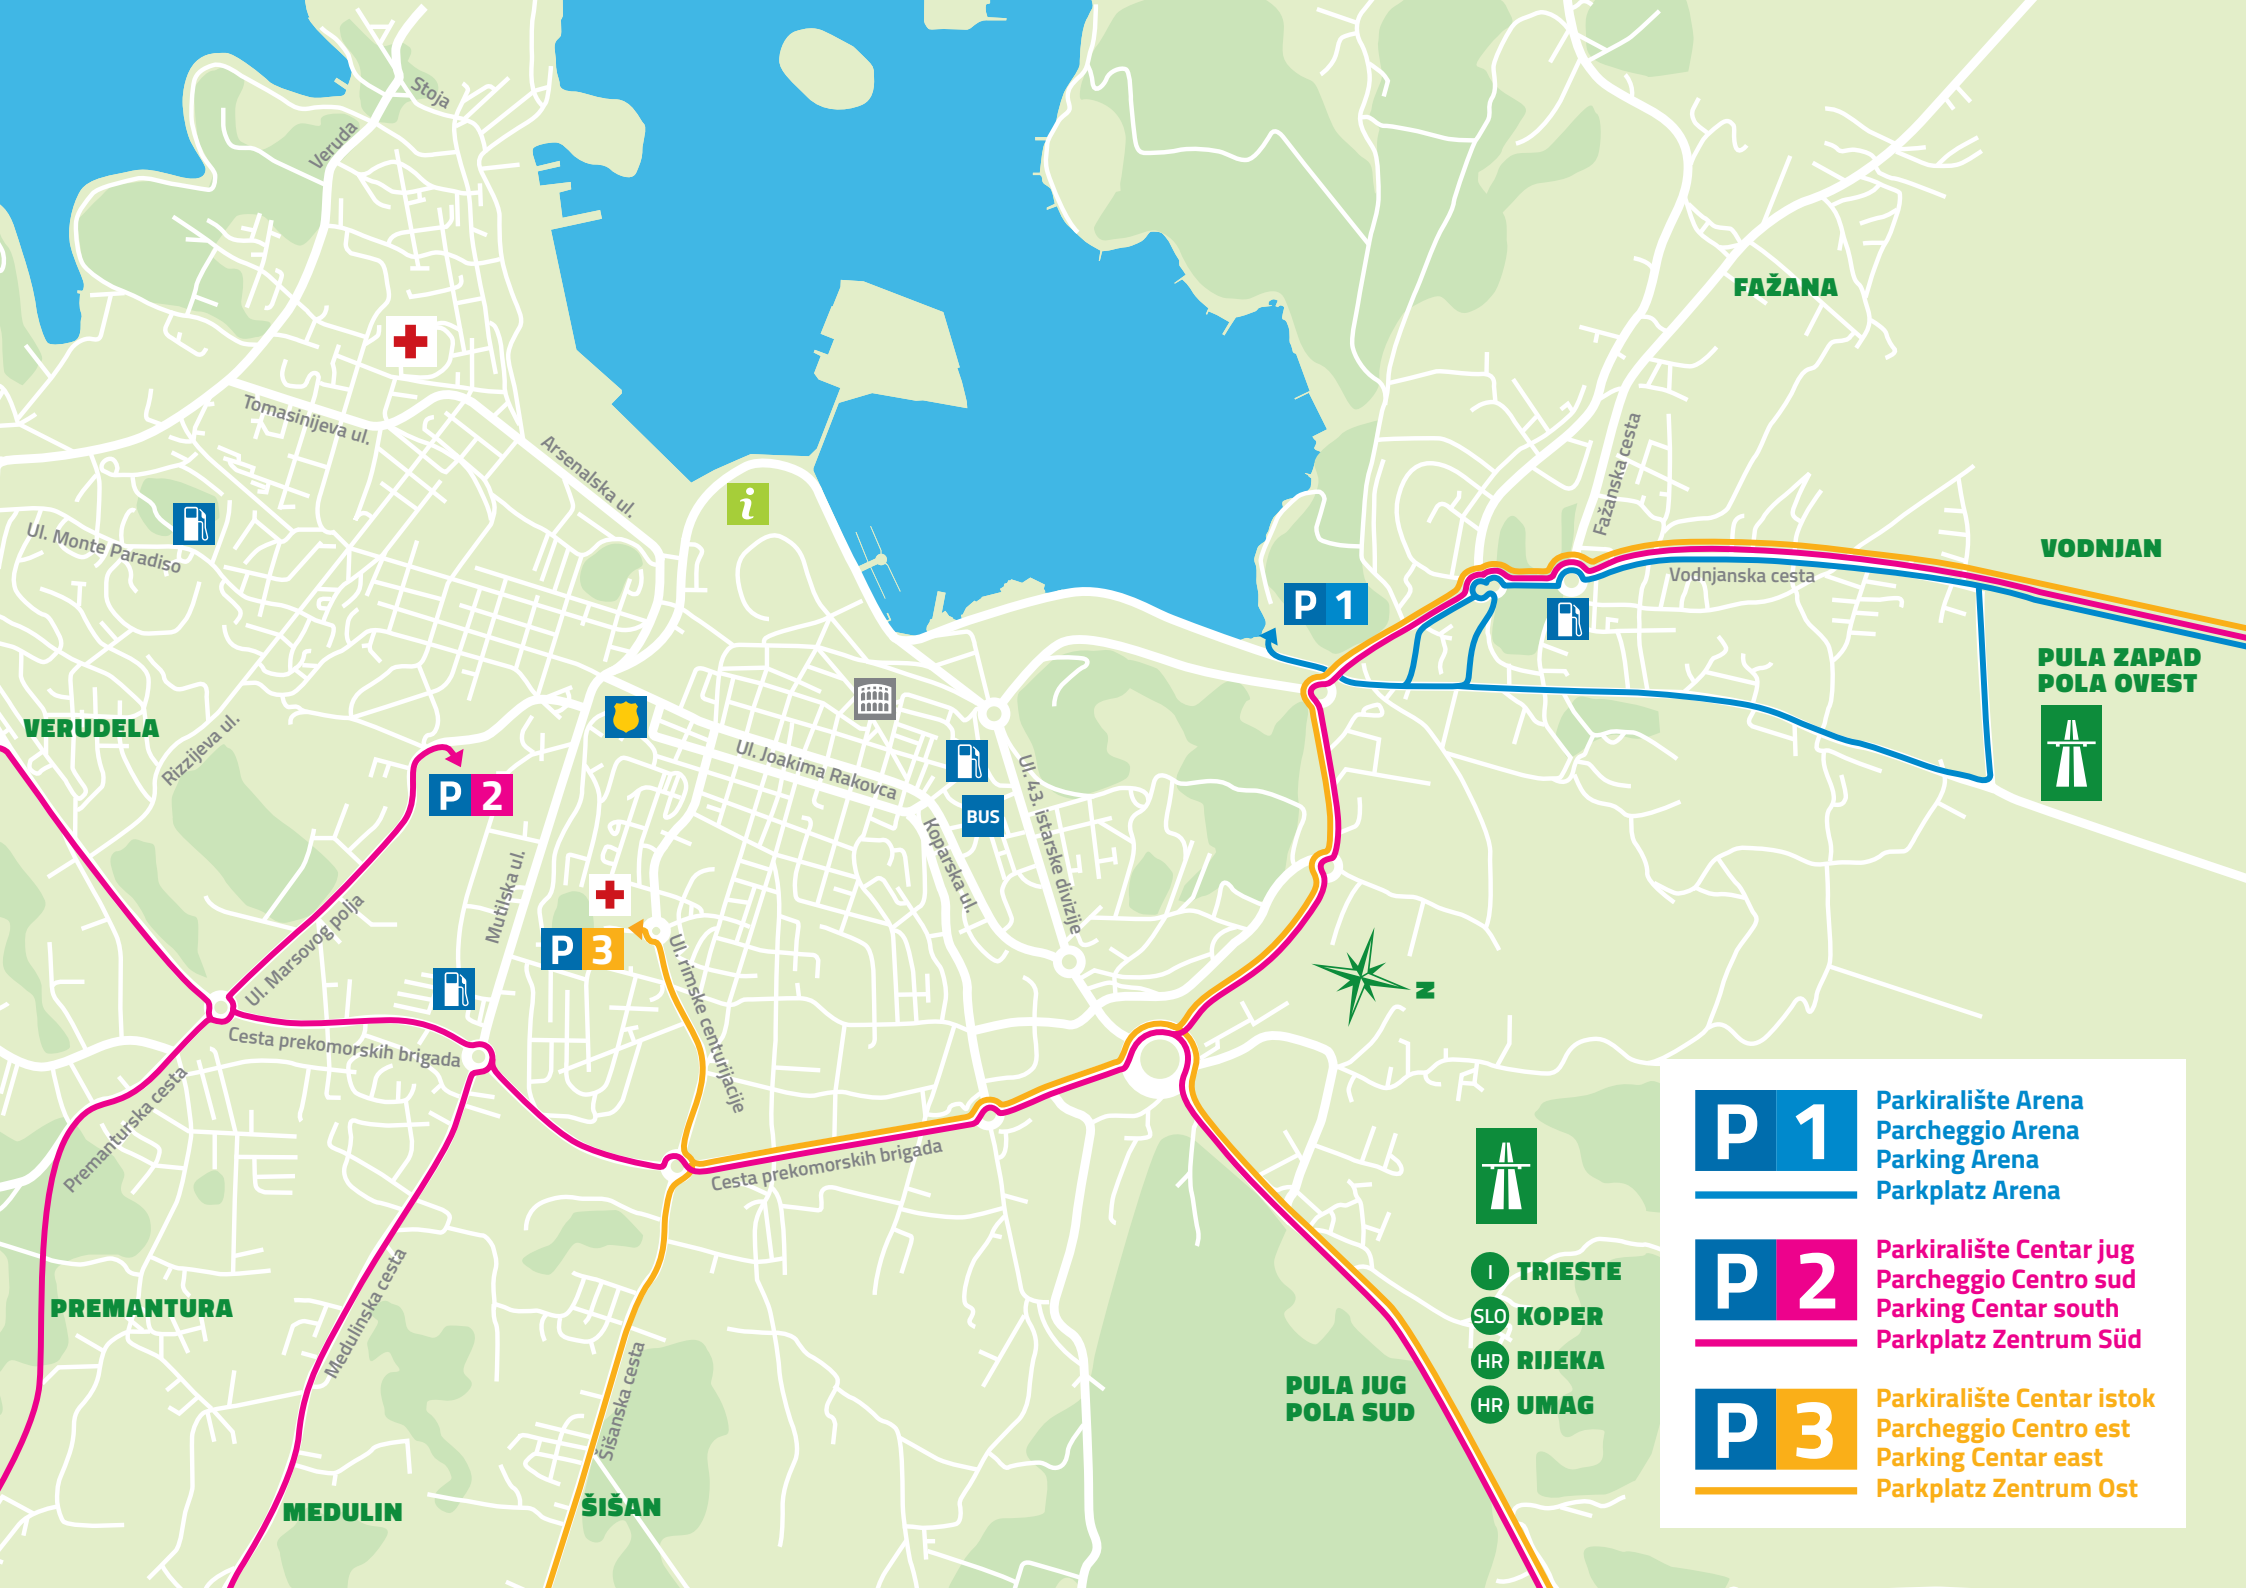 Stoja
Veruda
FAŽANA
Tomasinijeva ul.
Arsenalska ul.
Fažanska cesta
Ul. Monte Paradiso
i
VODNJAN
Vodnjanska cesta
P 1
PULA ZAPAD
POLA OVEST
VERUDELA
Rizzijeva ul.
P 2
Ul. Joakima Rakovca
BUS
Ul. 43. istarske divizije
Koparska ul.
Mutilska ul.
Ul. Marsovog polja
P 3
Ul. rimske centurijacije
N
Cesta prekomorskih brigada
Premanturska cesta
Cesta prekomorskih brigada
PREMANTURA
Medulinska cesta
Šišanska cesta
MEDULIN
ŠIŠAN
PULA JUG
POLA SUD
I TRIESTE
SLO KOPER
HR RIJEKA
HR UMAG
P 1
Parkiralište Arena
Parcheggio Arena
Parking Arena
Parkplatz Arena
P 2
Parkiralište Centar jug
Parcheggio Centro sud
Parking Centar south
Parkplatz Zentrum Süd
P 3
Parkiralište Centar istok
Parcheggio Centro est
Parking Centar east
Parkplatz Zentrum Ost